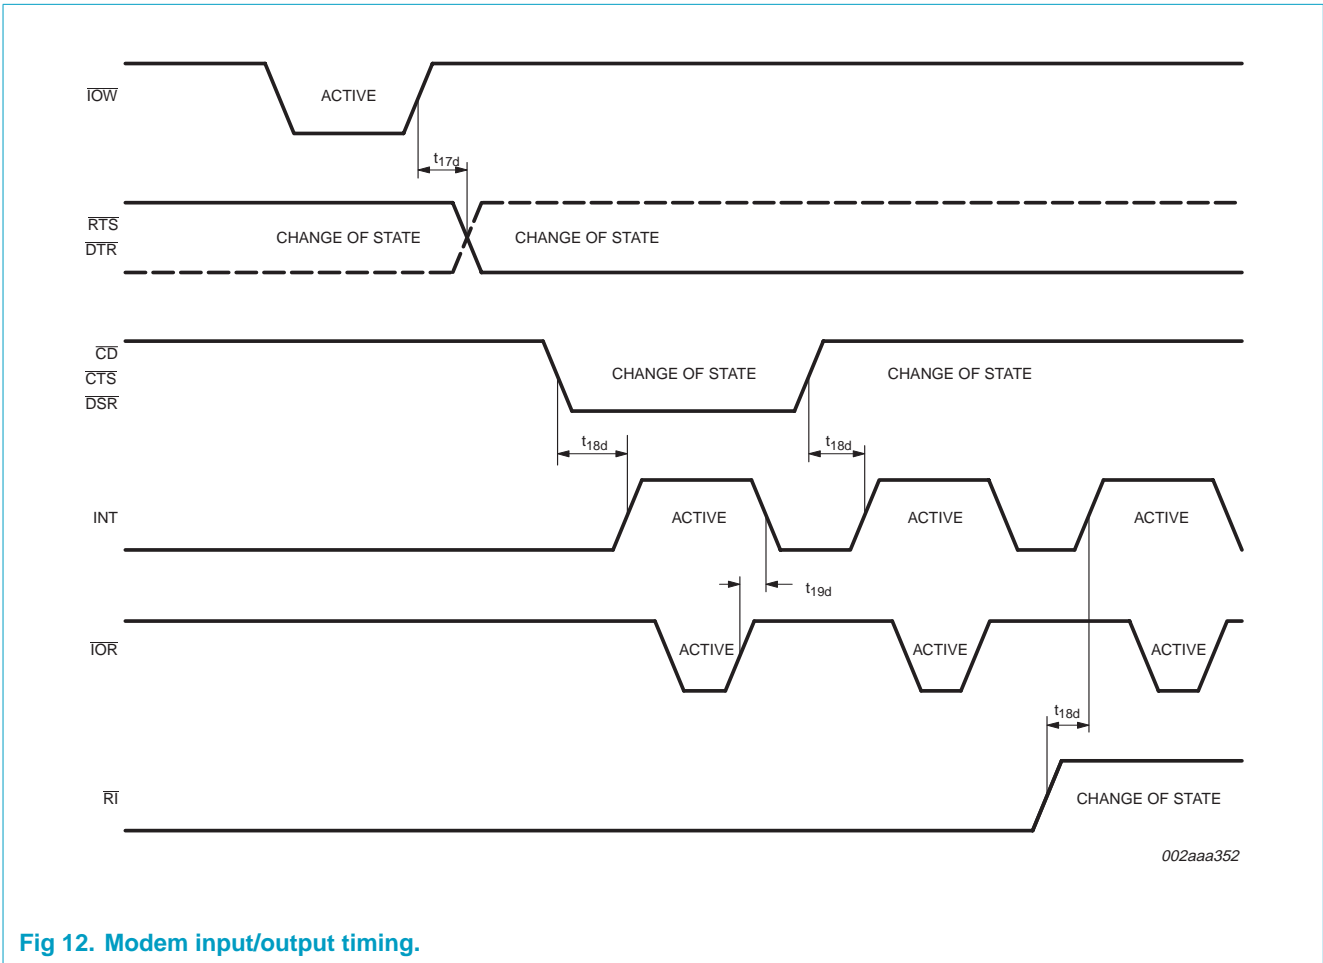 IOW
ACTIVE
t17d
RTS
DTR
CHANGE OF STATE CHANGE OF STATE
CD
CTS
DSR
CHANGE OF STATE CHANGE OF STATE
t18d t18d
INT
ACTIVE ACTIVE ACTIVE
t19d
IOR
ACTIVE ACTIVE ACTIVE
t18d
RI
CHANGE OF STATE
002aaa352
Fig 12. Modem input/output timing.